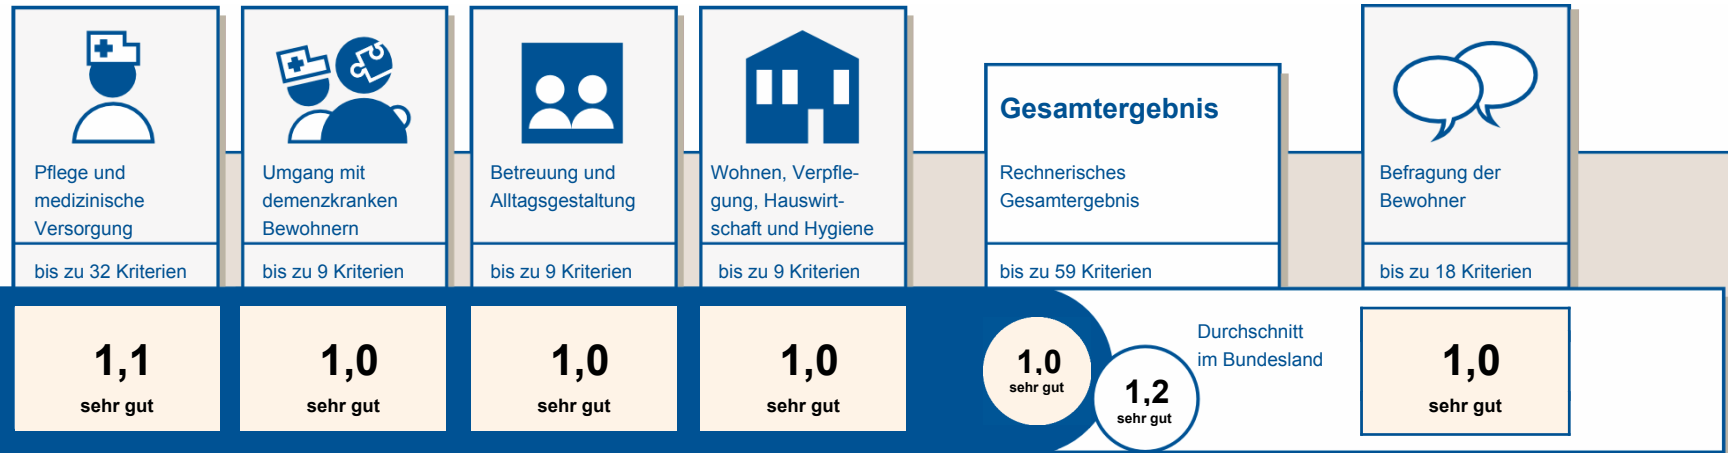 Pflege und
medizinische
Versorgung
bis zu 32 Kriterien
1,1
sehr gut
Umgang mit
demenzkranken
Bewohnern
bis zu 9 Kriterien
1,0
sehr gut
Betreuung und
Alltagsgestaltung
bis zu 9 Kriterien
1,0
sehr gut
Wohnen, Verpfle-
gung, Hauswirt-
schaft und Hygiene
bis zu 9 Kriterien
1,0
sehr gut
Gesamtergebnis
Rechnerisches
Gesamtergebnis
bis zu 59 Kriterien
1,0
sehr gut
1,2
sehr gut
Durchschnitt
im Bundesland
Befragung der
Bewohner
bis zu 18 Kriterien
1,0
sehr gut